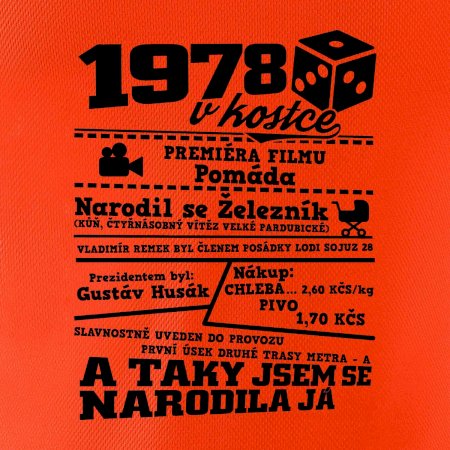 1978
v kostce
PREMIÉRA FILMU
Pomáda
Narodil se Železník
(KŮŇ, ČTYŘNÁSOBNÝ VÍTĚZ VELKÉ PARDUBICKÉ)
VLADIMÍR REMEK BYL ČLENEM POSÁDKY LODI SOJUZ 28
Prezidentem byl:
Gustáv Husák
Nákup:
CHLEBA... 2,60 KČS/kg
PIVO
1,70 KČS
SLAVNOSTNĚ UVEDEN DO PROVOZU
PRVNÍ ÚSEK DRUHÉ TRASY METRA - A
A TAKY JSEM SE
NARODILA JÁ